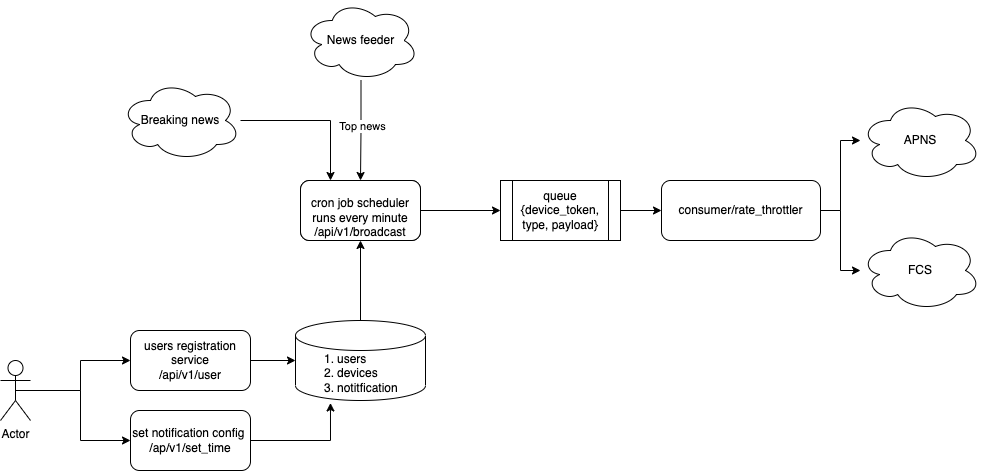 News feeder
Breaking news
Top news
cron job scheduler
runs every minute
/api/v1/broadcast
queue
{device_token,
type, payload}
consumer/rate_throttler
APNS
FCS
users registration
service
/api/v1/user
1. users
2. devices
3. notitfication
set notification config
/ap/v1/set_time
Actor